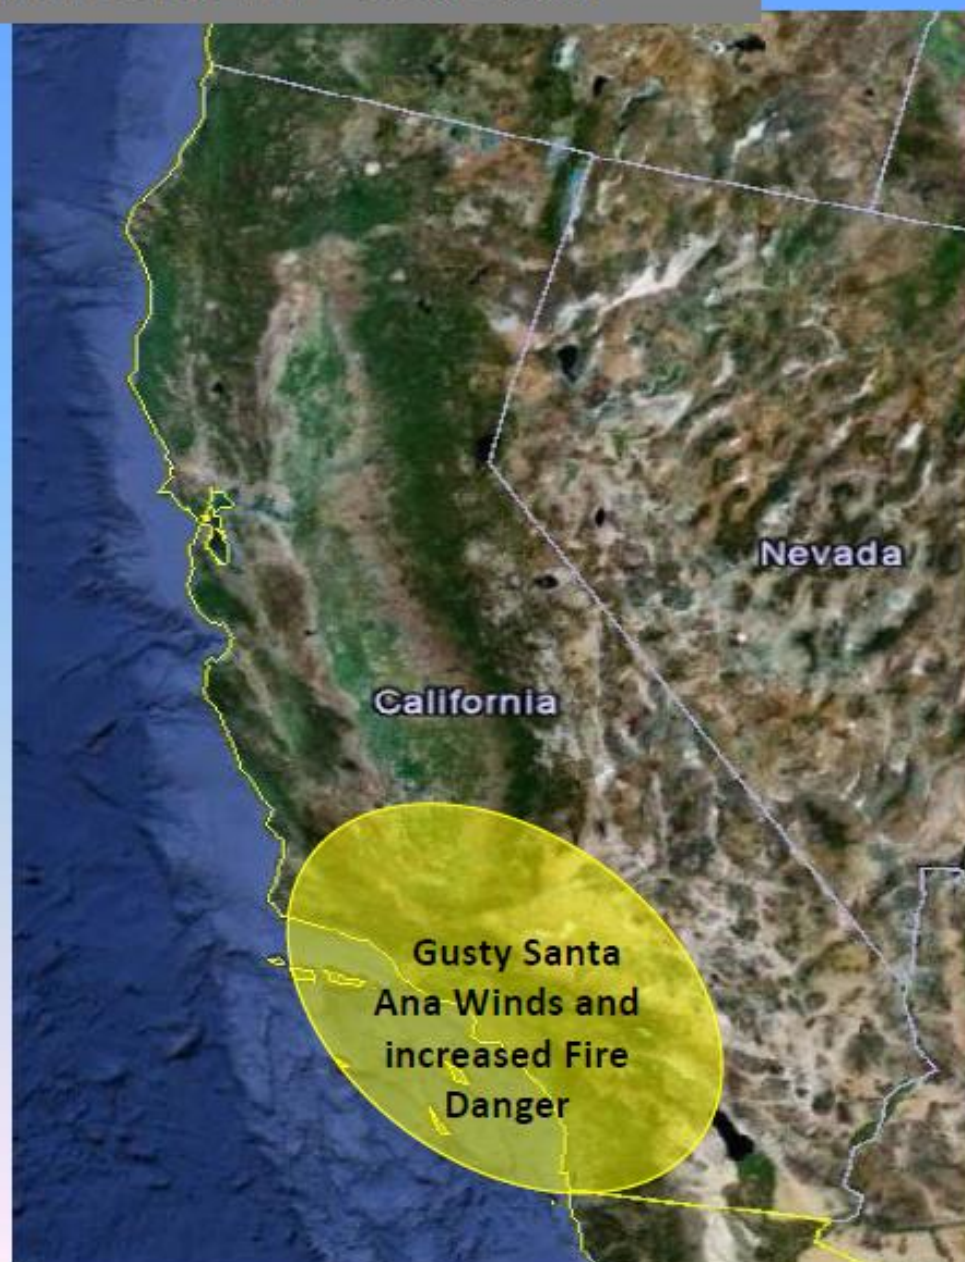 Nevada
California
Gusty Santa
Ana Winds and
increased Fire
Danger